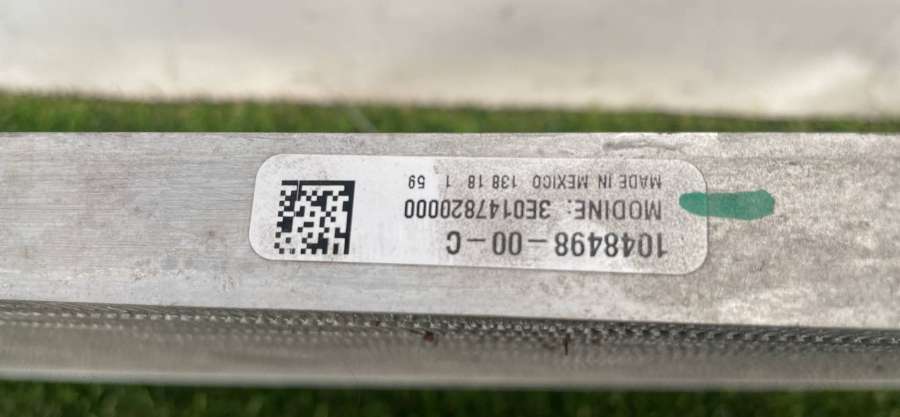 1048498-00-C
MODINE: 3E0147820000
MADE IN MEXICO 138 18 1 59